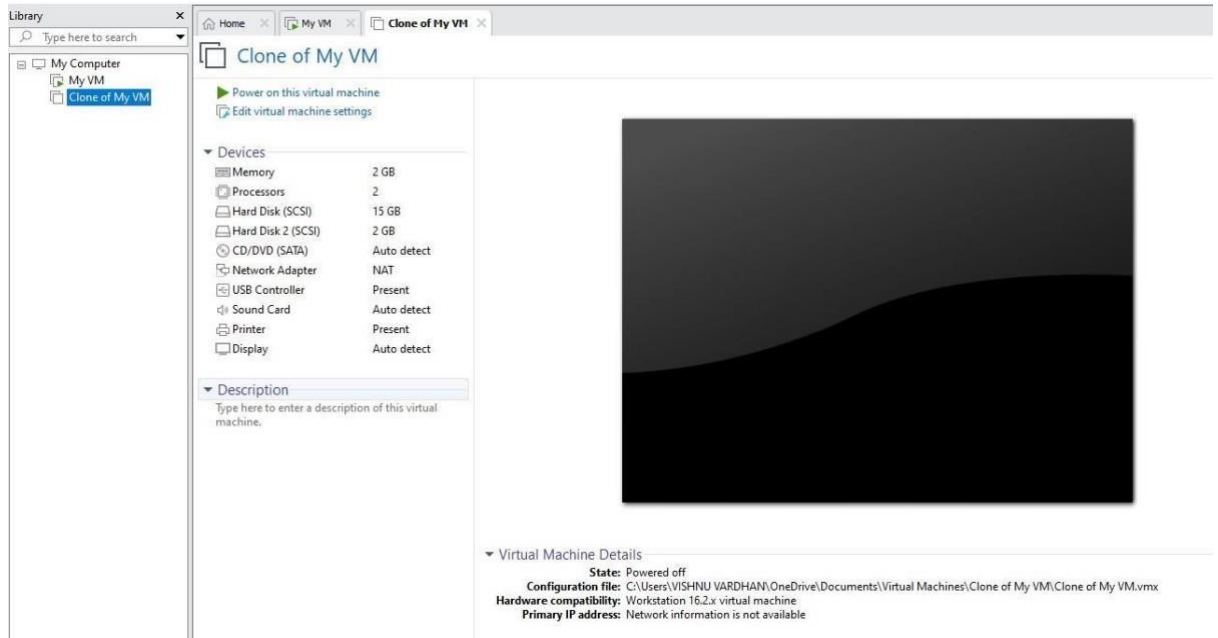 Library
Type here to search
My Computer
My VM
Clone of My VM
Home
My VM
Clone of My VM
Clone of My VM
Power on this virtual machine
Edit virtual machine settings
Devices
Memory 2 GB
Processors 2
Hard Disk (SCSI) 15 GB
Hard Disk 2 (SCSI) 2 GB
CD/DVD (SATA) Auto detect
Network Adapter NAT
USB Controller Present
Sound Card Auto detect
Printer Present
Display Auto detect
Description
Type here to enter a description of this virtual
machine.
Virtual Machine Details
State: Powered off
Configuration file: C:\Users\VISHNU VARDHAN\OneDrive\Documents\Virtual Machines\Clone of My VM\Clone of My VM.vmx
Hardware compatibility: Workstation 16.2.x virtual machine
Primary IP address: Network information is not available